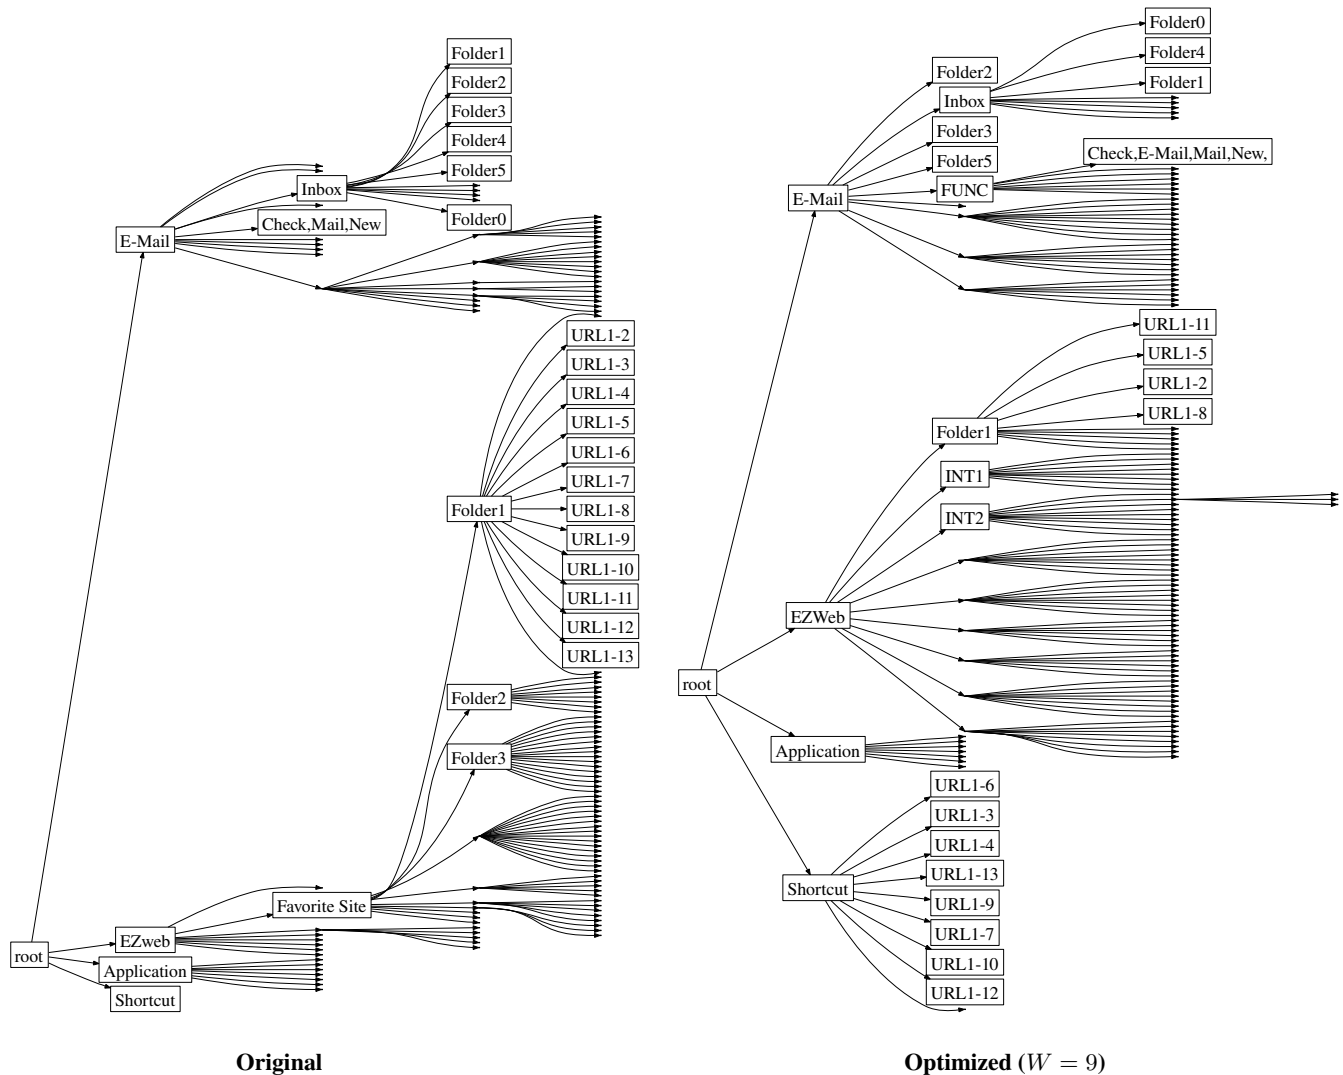 Folder1
Folder2
Folder3
Folder4
Folder5
Inbox
Folder0
Check,Mail,New
E-Mail
URL1-2
URL1-3
URL1-4
URL1-5
URL1-6
URL1-7
URL1-8
URL1-9
URL1-10
URL1-11
URL1-12
URL1-13
Folder1
Folder2
Folder3
Favorite Site
EZweb
root
Application
Shortcut
Original
Folder0
Folder4
Folder1
Folder2
Inbox
Folder3
Folder5
Check,E-Mail,Mail,New,
FUNC
E-Mail
URL1-11
URL1-5
URL1-2
URL1-8
Folder1
INT1
INT2
EZWeb
root
Application
URL1-6
URL1-3
URL1-4
URL1-13
Shortcut
URL1-9
URL1-7
URL1-10
URL1-12
Optimized (W = 9)